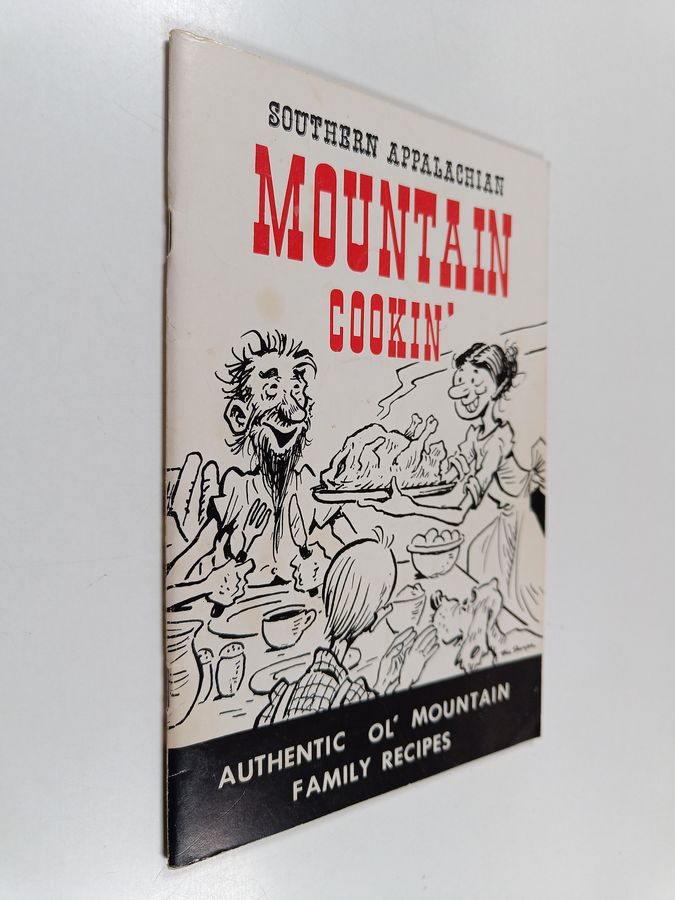 SOUTHERN APPALACHIAN
MOUNTAIN
COOKIN'
AUTHENTIC OL' MOUNTAIN
FAMILY RECIPES